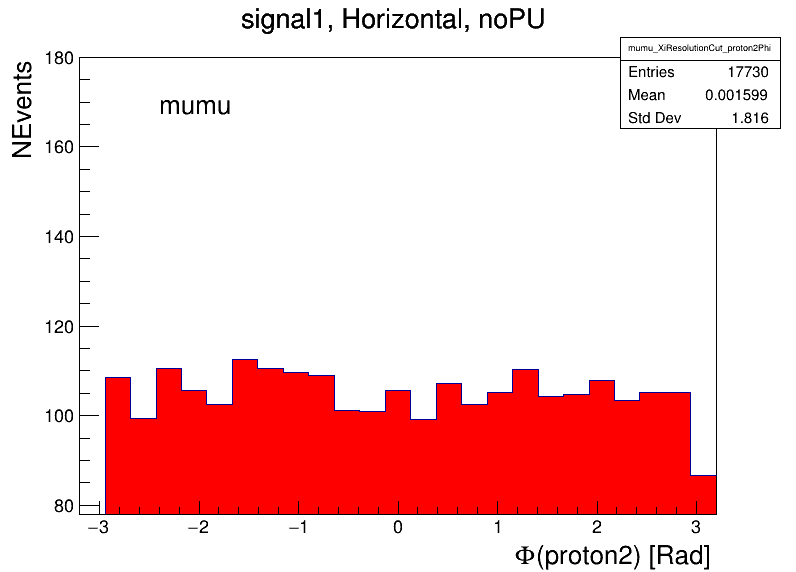 signal1, Horizontal, noPU
mumu_XiResolutionCut_proton2Phi
Entries 17730
Mean 0.001599
Std Dev 1.816
NEvents
mumu
180
160
140
120
100
80
−3 −2 −1 0 1 2 3
Φ(proton2) [Rad]